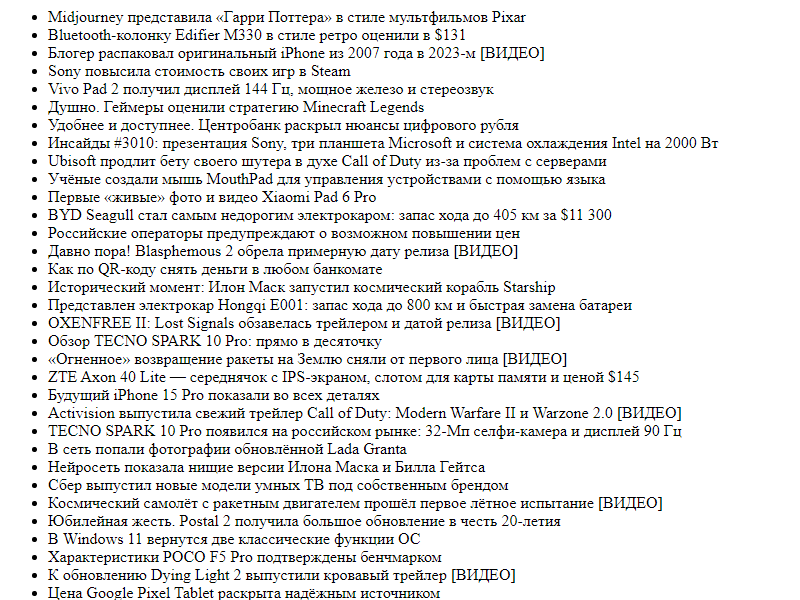 Midjourney представила «Гарри Поттера» в стиле мультфильмов Pixar
Bluetooth-колонку Edifier M330 в стиле ретро оценили в $131
Блогер распаковал оригинальный iPhone из 2007 года в 2023-м [ВИДЕО]
Sony повысила стоимость своих игр в Steam
Vivo Pad 2 получил дисплей 144 Гц, мощное железо и стереозвук
Душно. Геймеры оценили стратегию Minecraft Legends
Удобнее и доступнее. Центробанк раскрыл нюансы цифрового рубля
Инсайды #3010: презентация Sony, три планшета Microsoft и система охлаждения Intel на 2000 Вт
Ubisoft продлит бету своего шутера в духе Call of Duty из-за проблем с серверами
Учёные создали мышь MouthPad для управления устройствами с помощью языка
Первые «живые» фото и видео Xiaomi Pad 6 Pro
BYD Seagull стал самым недорогим электрокаром: запас хода до 405 км за $11 300
Российские операторы предупреждают о возможном повышении цен
Давно пора! Blasphemous 2 обрела примерную дату релиза [ВИДЕО]
Как по QR-коду снять деньги в любом банкомате
Исторический момент: Илон Маск запустил космический корабль Starship
Представлен электрокар Hongqi E001: запас хода до 800 км и быстрая замена батареи
OXENFREE II: Lost Signals обзавелась трейлером и датой релиза [ВИДЕО]
Обзор TECNO SPARK 10 Pro: прямо в десяточку
«Огненное» возвращение ракеты на Землю сняли от первого лица [ВИДЕО]
ZTE Axon 40 Lite — середнячок с IPS-экраном, слотом для карты памяти и ценой $145
Будущий iPhone 15 Pro показали во всех деталях
Activision выпустила свежий трейлер Call of Duty: Modern Warfare II и Warzone 2.0 [ВИДЕО]
TECNO SPARK 10 Pro появился на российском рынке: 32-Мп селфи-камера и дисплей 90 Гц
В сеть попали фотографии обновлённой Lada Granta
Нейросеть показала нищие версии Илона Маска и Билла Гейтса
Сбер выпустил новые модели умных ТВ под собственным брендом
Космический самолёт с ракетным двигателем прошёл первое лётное испытание [ВИДЕО]
Юбилейная жесть. Postal 2 получила большое обновление в честь 20-летия
В Windows 11 вернутся две классические функции ОС
Характеристики POCO F5 Pro подтверждены бенчмарком
К обновлению Dying Light 2 выпустили кровавый трейлер [ВИДЕО]
Цена Google Pixel Tablet раскрыта надёжным источником